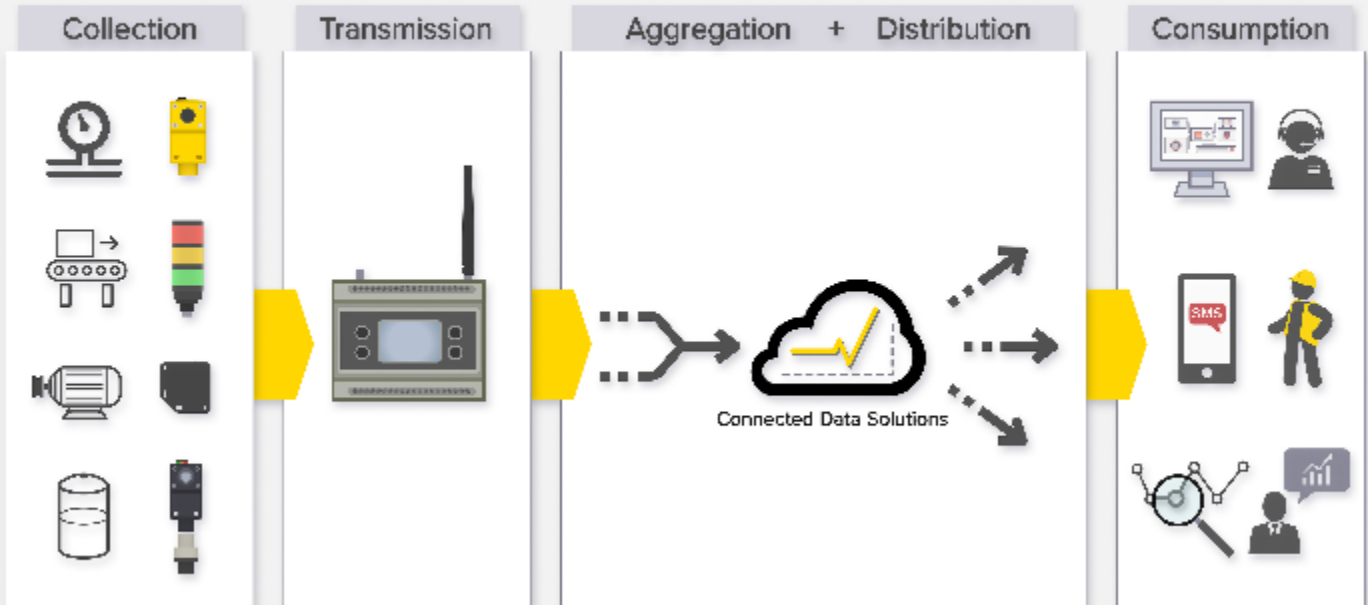 Collection
Transmission
Aggregation + Distribution
Consumption
SMS
Connected Data Solutions